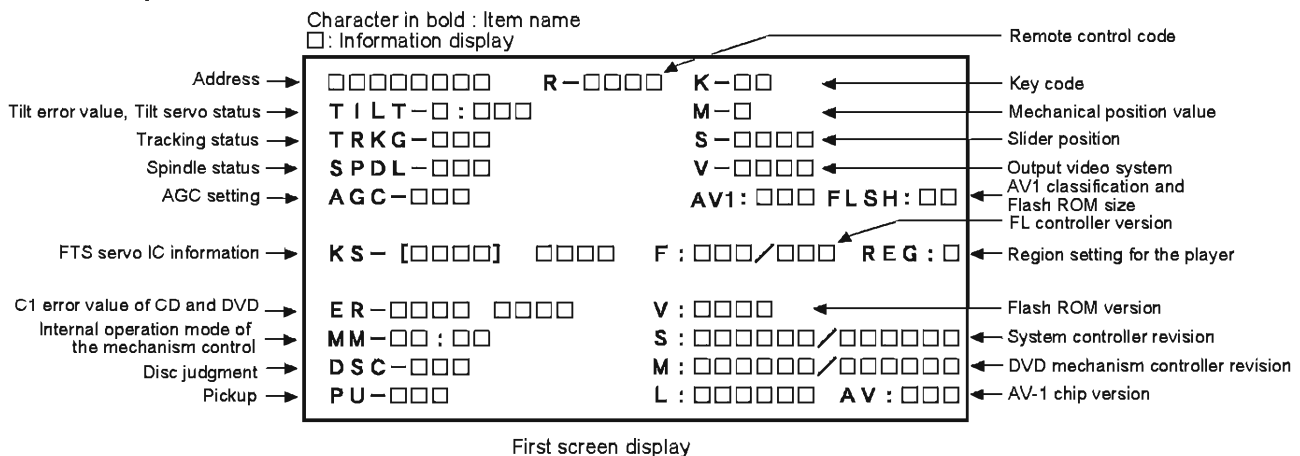 Character in bold : Item name
□: Information display
Remote control code
Address
□□□□□□□□ R-□□□□ K-□□
Key code
Tilt error value, Tilt servo status
TILT-□:□□□ M-□
Mechanical position value
Tracking status
TRKG-□□□ S-□□□□
Slider position
Spindle status
SPDL-□□□ V-□□□□
Output video system
AGC setting
AGC-□□□ AV1:□□□ FLSH:□□
AV1 classification and
Flash ROM size
FL controller version
FTS servo IC information
KS-[□□□□] □□□□ F:□□□/□□□ REG:□
Region setting for the player
C1 error value of CD and DVD
ER-□□□□ □□□□ V:□□□□
Flash ROM version
Internal operation mode of
the mechanism control
MM-□□:□□ S:□□□□□□/□□□□□□
System controller revision
Disc judgment
DSC-□□□ M:□□□□□□/□□□□□□
DVD mechanism controller revision
Pickup
PU-□□□ L:□□□□□□ AV:□□□
AV-1 chip version
First screen display